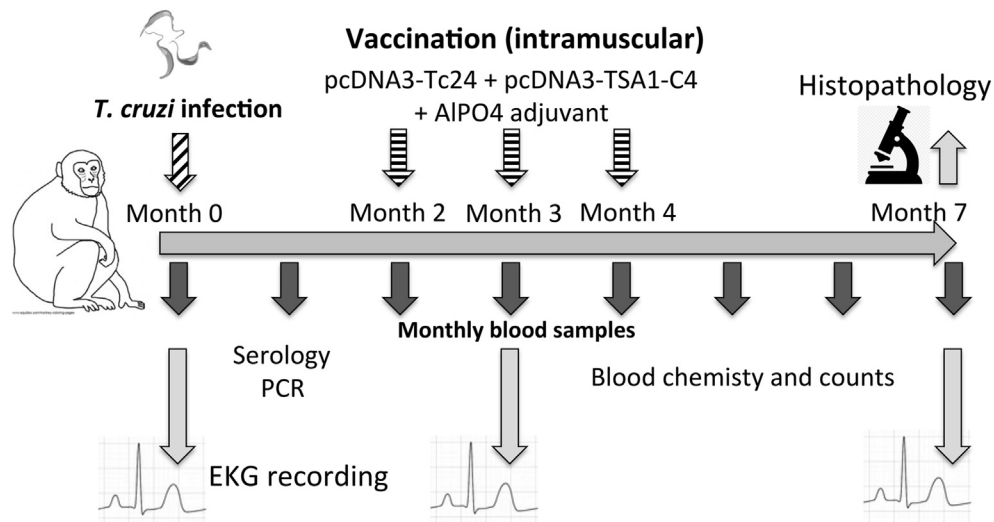 Vaccination (intramuscular)
pcDNA3-Tc24 + pcDNA3-TSA1-C4
+ AlPO4 adjuvant
Histopathology
T. cruzi infection
Month 0
Month 2
Month 3
Month 4
Month 7
Monthly blood samples
Serology
PCR
Blood chemisty and counts
EKG recording